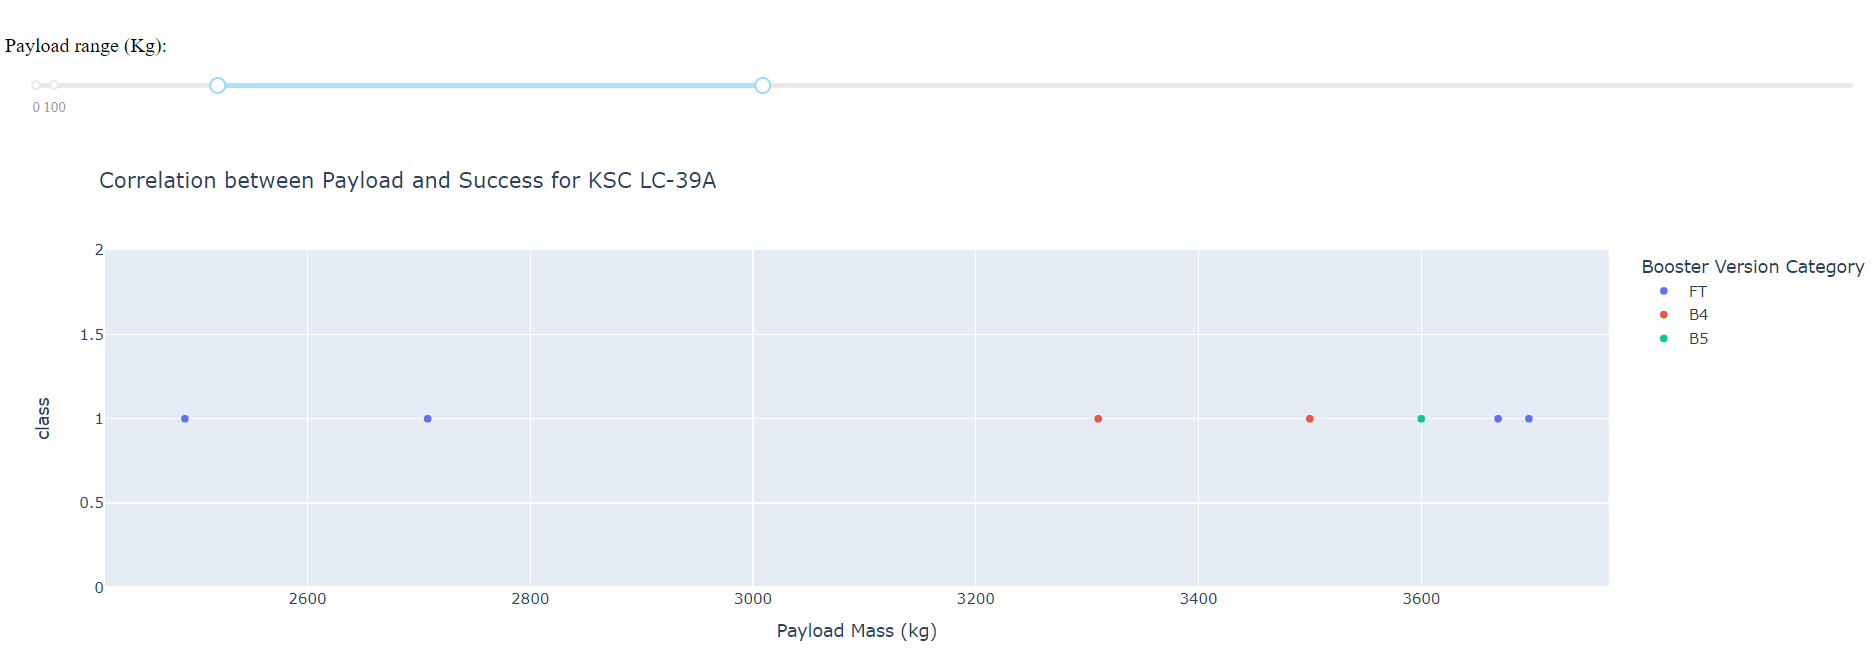 Payload range (Kg):
0 100
Correlation between Payload and Success for KSC LC-39A
2
1.5
1
0.5
0
class
2600 2800 3000 3200 3400 3600
Payload Mass (kg)
Booster Version Category
FT
B4
B5